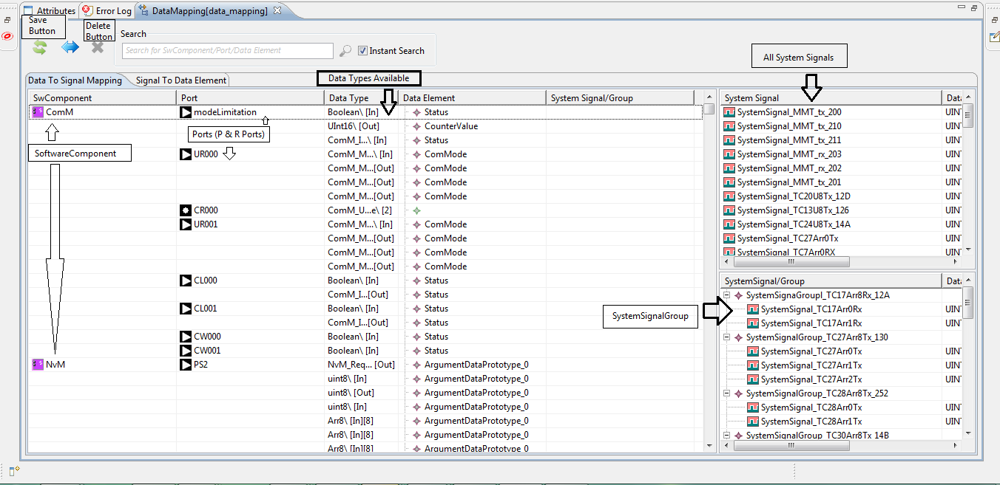 Attributes
Error Log
DataMapping[data_mapping]
Save
Button
Delete
Button
Search
Search for SwComponent/Port/Data Element
Instant Search
All System Signals
Data To Signal Mapping
Signal To Data Element
Data Types Available
SwComponent Port Data Type Data Element System Signal/Group
ComM modeLimitation Boolean\ [In] Status
UInt16\ [Out] CounterValue
Ports (P & R Ports)
ComM_I...\ [In] Status
SoftwareComponent
UR000 ComM_M...\ [In] ComMode
ComM_M...[Out] ComMode
ComM_M...[Out] ComMode
ComM_M...[Out] ComMode
CR000 ComM_U...e\ [2]
UR001 ComM_M...\ [In] ComMode
ComM_M...[Out] ComMode
ComM_M...[Out] ComMode
ComM_M...[Out] ComMode
CL000 Boolean\ [In] Status
ComM_I...[Out] Status
CL001 Boolean\ [In] Status
ComM_I...[Out] Status
CW000 Boolean\ [In] Status
CW001 Boolean\ [In] Status
NvM PS2 NvM_Req... [Out] ArgumentDataPrototype_0
uint8\ [In] ArgumentDataPrototype_0
uint8\ [Out] ArgumentDataPrototype_0
uint8\ [In] ArgumentDataPrototype_0
Arr8\ [In][8] ArgumentDataPrototype_0
Arr8\ [In][8] ArgumentDataPrototype_0
Arr8\ [In][8] ArgumentDataPrototype_0
System Signal Data
SystemSignal_MMT_tx_200 UINT
SystemSignal_MMT_tx_210 UINT
SystemSignal_MMT_tx_211 UINT
SystemSignal_MMT_rx_203 UINT
SystemSignal_MMT_rx_202 UINT
SystemSignal_MMT_tx_201 UINT
SystemSignal_TC20U8Tx_12D UINT
SystemSignal_TC13U8Tx_126 UINT
SystemSignal_TC24U8Tx_14A UINT
SystemSignal_TC27Arr0Tx UINT
SystemSignal_TC7Arr0RX UINT
SystemSignal/Group Data
SystemSignaGroupl_TC17Arr8Rx_12A
SystemSignal_TC17Arr0Rx UINT
SystemSignalGroup
SystemSignal_TC17Arr1Rx UINT
SystemSignalGroup_TC27Arr8Tx_130
SystemSignal_TC27Arr0Tx UINT
SystemSignal_TC27Arr1Tx UINT
SystemSignal_TC27Arr2Tx UINT
SystemSignalGroup_TC28Arr8Tx_252
SystemSignal_TC28Arr0Tx UINT
SystemSignal_TC28Arr1Tx UINT
SystemSignalGroup_TC30Arr8Tx_14B